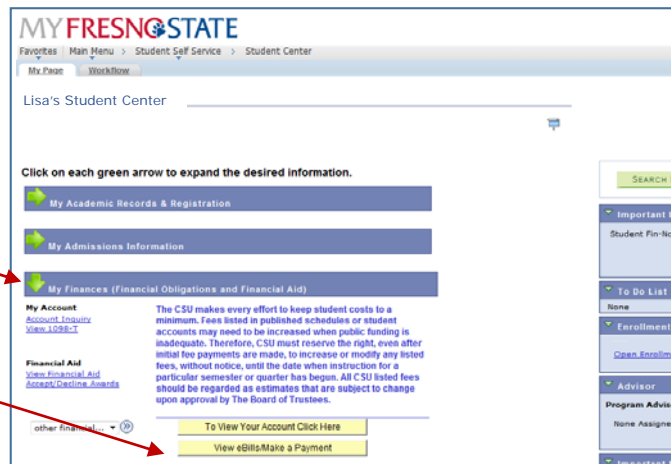 MY FRESNO STATE
Favorites Main Menu > Student Self Service > Student Center
My Page Workflow
Lisa's Student Center
Click on each green arrow to expand the desired information.
My Academic Records & Registration
My Admissions Information
My Finances (Financial Obligations and Financial Aid)
My Account
Account Inquiry
View 1098-T
Financial Aid
View Financial Aid
Accept/Decline Awards
other financial...
The CSU makes every effort to keep student costs to a
minimum. Fees listed in published schedules or student
accounts may need to be increased when public funding is
inadequate. Therefore, CSU must reserve the right, even after
initial fee payments are made, to increase or modify any listed
fees, without notice, until the date when instruction for a
particular semester or quarter has begun. All CSU listed fees
should be regarded as estimates that are subject to change
upon approval by The Board of Trustees.
To View Your Account Click Here
View eBills/Make a Payment
SEARCH
Important
Student Fin-No
To Do List
None
Enrollment
Open Enrollm
Advisor
Program Advis
None Assigne
Important